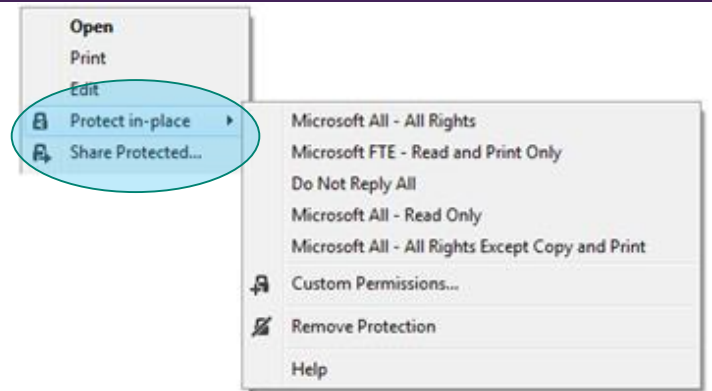 Open
Print
Edit
Protect in-place
Share Protected...
Microsoft All - All Rights
Microsoft FTE - Read and Print Only
Do Not Reply All
Microsoft All - Read Only
Microsoft All - All Rights Except Copy and Print
Custom Permissions...
Remove Protection
Help